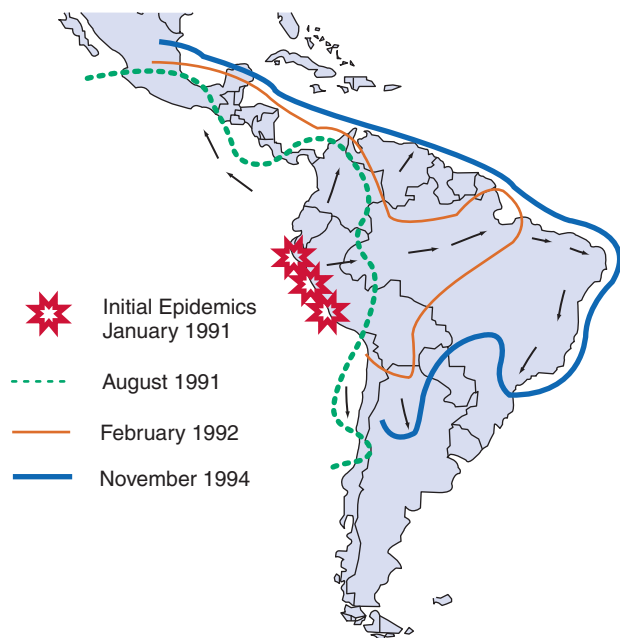 Initial Epidemics
January 1991
August 1991
February 1992
November 1994